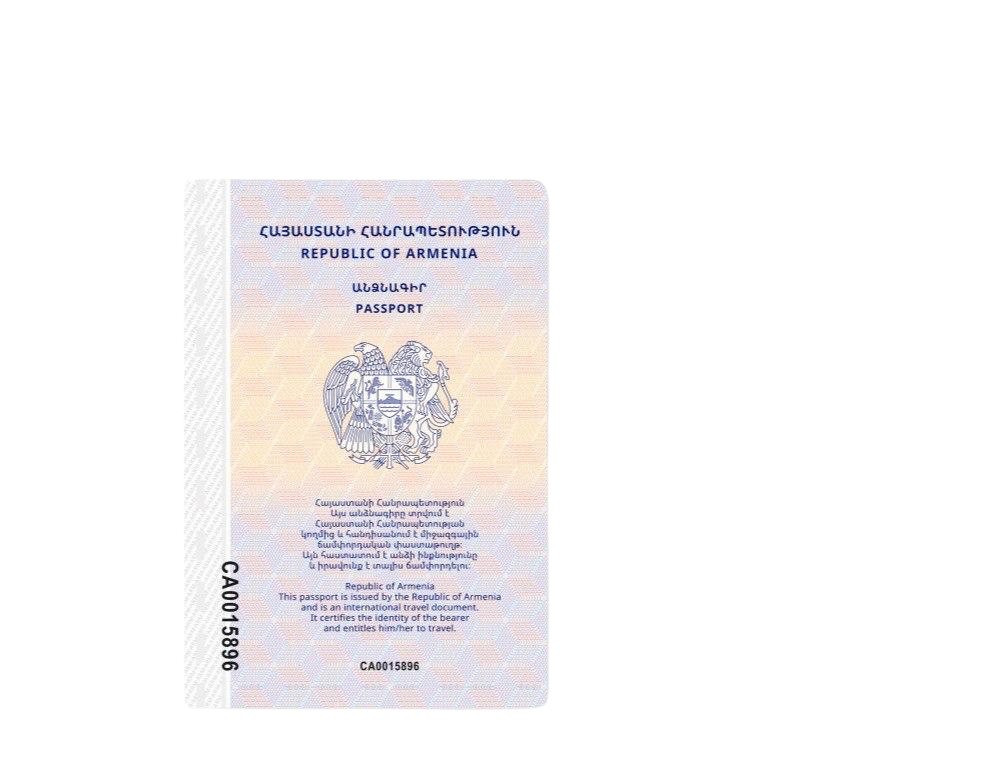 ՀԱՅԱՍՏԱՆԻ ՀԱՆՐԱՊԵՏՈՒԹՅՈՒՆ
REPUBLIC OF ARMENIA
ԱՆՁՆԱԳԻՐ
PASSPORT
Հայաստանի Հանրապետություն
Այս անձնագիրը տրվում է
Հայաստանի Հանրապետության
կողմից և հանդիսանում է միջազգային
ճամփորդական փաստաթուղթ:
Այն հաստատում է անձի ինքնությունը
և իրավունք է տալիս ճամփորդելու:
Republic of Armenia
This passport is issued by the Republic of Armenia
and is an international travel document.
It certifies the identity of the bearer
and entitles him/her to travel.
CA0015896
CA0015896